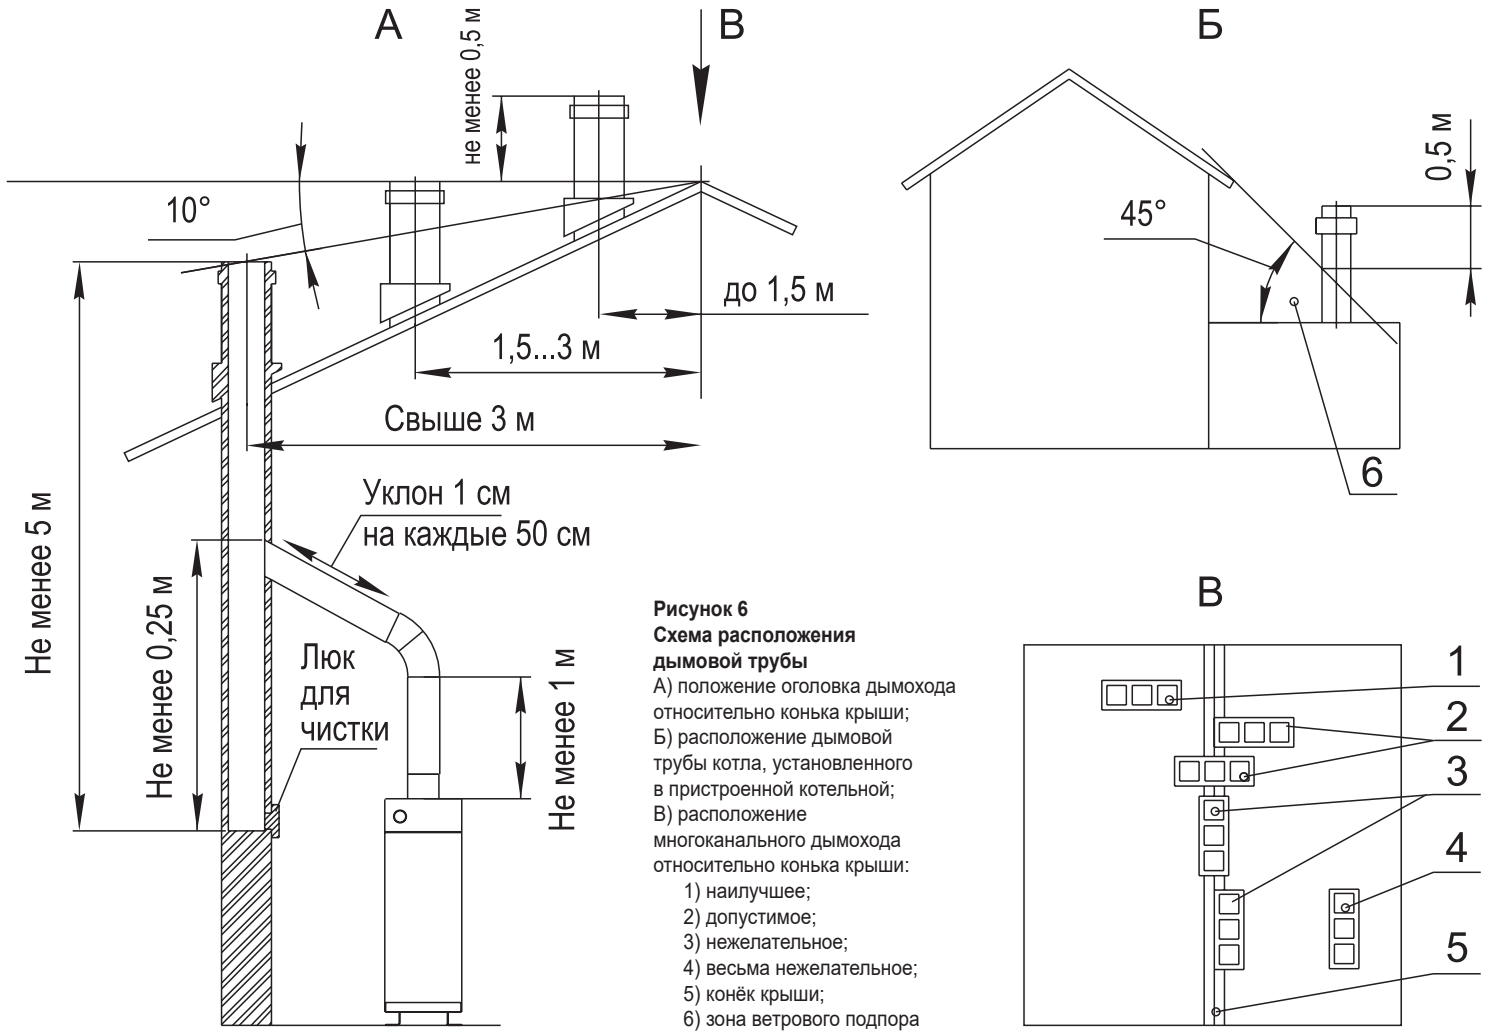 А
не менее 0,5 м
В
10°
до 1,5 м
1,5...3 м
Свыше 3 м
Не менее 5 м
Уклон 1 см
на каждые 50 см
Не менее 0,25 м
Люк
для
чистки
Не менее 1 м
Б
0,5 м
45°
6
Рисунок 6
Схема расположения
дымовой трубы
А) положение оголовка дымохода
относительно конька крыши;
Б) расположение дымовой
трубы котла, установленного
в пристроенной котельной;
В) расположение
многоканального дымохода
относительно конька крыши:
1) наилучшее;
2) допустимое;
3) нежелательное;
4) весьма нежелательное;
5) конёк крыши;
6) зона ветрового подпора
В
1
2
3
4
5